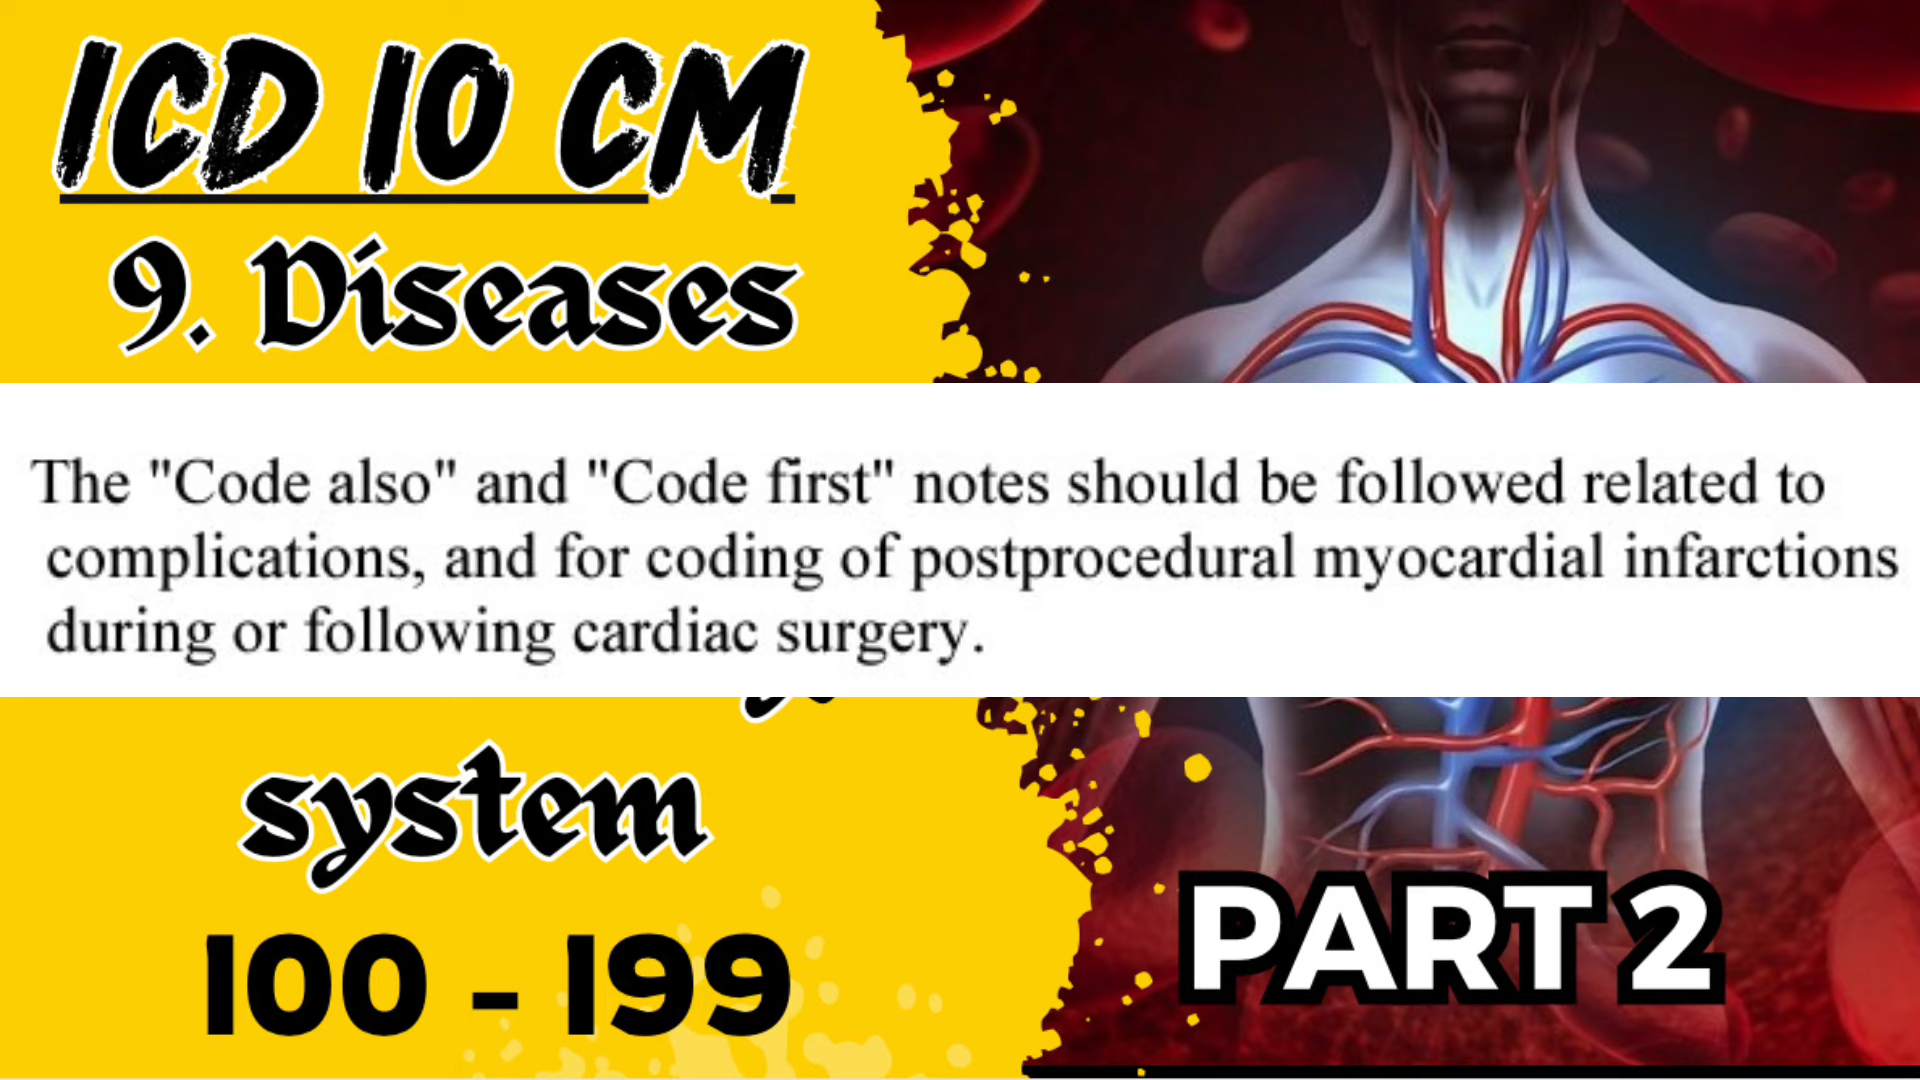 ICD 10 CM
9. Diseases
The "Code also" and "Code first" notes should be followed related to
complications, and for coding of postprocedural myocardial infarctions
during or following cardiac surgery.
system
I00 - I99
PART 2